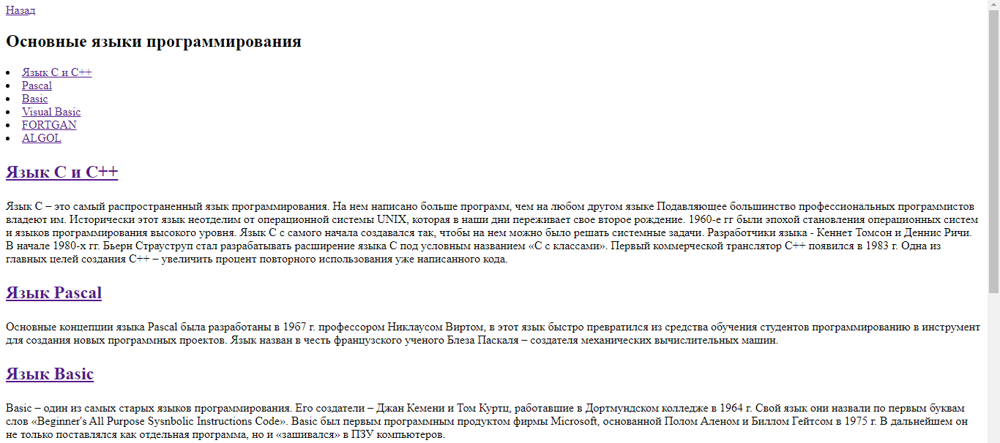 Назад
Основные языки программирования
Язык С и С++
Pascal
Basic
Visual Basic
FORTGAN
ALGOL
Язык С и С++
Язык С – это самый распространенный язык программирования. На нем написано больше программ, чем на любом другом языке Подавляющее большинство профессиональных программистов
владеют им. Исторически этот язык неотделим от операционной системы UNIX, которая в наши дни переживает свое второе рождение. 1960-е гг были эпохой становления операционных систем
и языков программирования высокого уровня. Язык С с самого начала создавался так, чтобы на нем можно было решать системные задачи. Разработчики языка - Кеннет Томсон и Деннис Ричи.
В начале 1980-х гг. Бьерн Страуструп стал разрабатывать расширение языка С под условным названием «С с классами». Первый коммерческой транслятор С++ появился в 1983 г. Одна из
главных целей создания С++ – увеличить процент повторного использования уже написанного кода.
Язык Pascal
Основные концепции языка Pascal была разработаны в 1967 г. профессором Никлаусом Виртом, в этот язык быстро превратился из средства обучения студентов программированию в инструмент
для создания новых программных проектов. Язык назван в честь французского ученого Блеза Паскаля – создателя механических вычислительных машин.
Язык Basic
Basic – один из самых старых языков программирования. Его создатели – Джан Кемени и Том Куртц, работавшие в Дортмундском колледже в 1964 г. Свой язык они назвали по первым буквам
слов «Beginner's All Purpose Sysnbolic Instructions Code». Basic был первым программным продуктом фирмы Microsoft, основанной Полом Аленом и Биллом Гейтсом в 1975 г. В дальнейшем он
не только поставлялся как отдельная программа, но и «зашивался» в ПЗУ компьютеров.